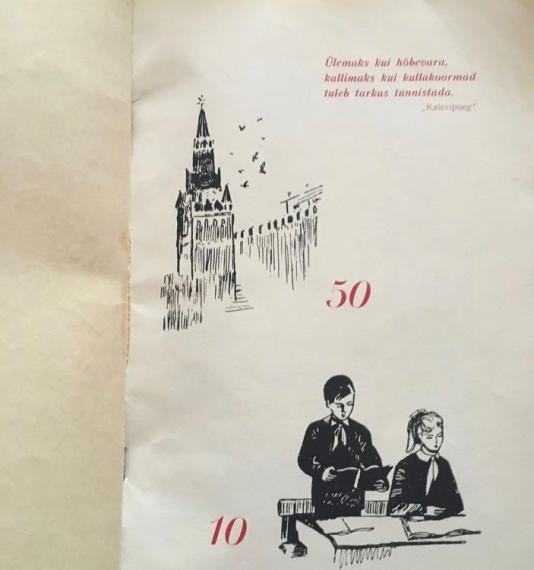 Ülemaks kui hõbevara,
kallimaks kui kullakoormad
tuleb tarkus tunnistada.
„Kalevipoeg"
50
10